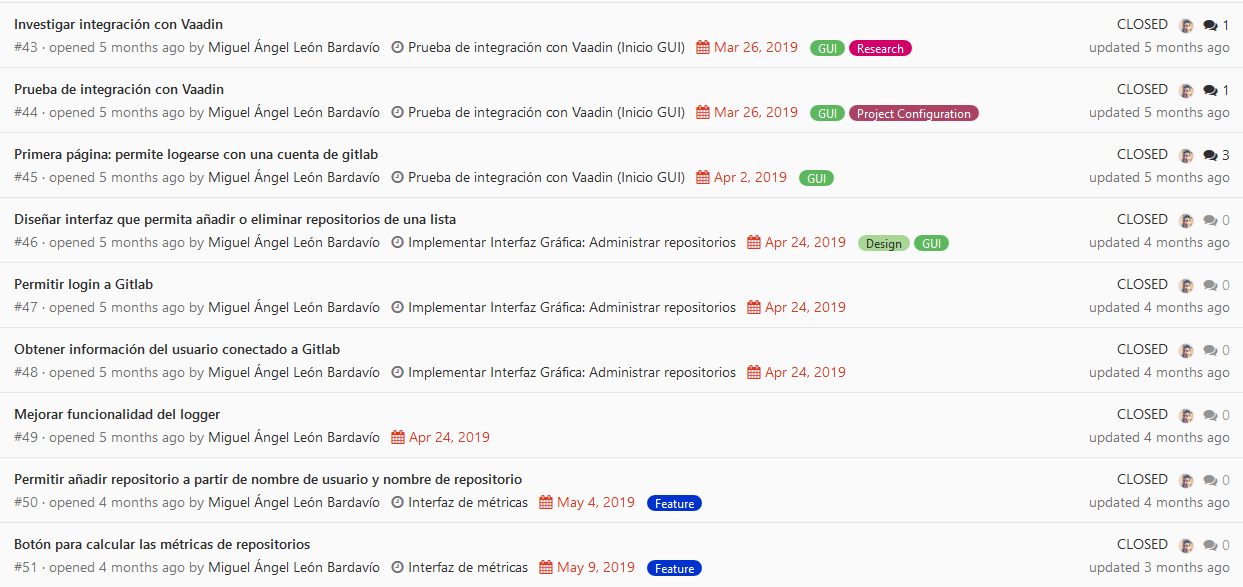 Investigar integración con Vaadin CLOSED 1
#43 · opened 5 months ago by Miguel Ángel León Bardavío Prueba de integración con Vaadin (Inicio GUI) Mar 26, 2019 GUI Research updated 5 months ago
Prueba de integración con Vaadin CLOSED 1
#44 · opened 5 months ago by Miguel Ángel León Bardavío Prueba de integración con Vaadin (Inicio GUI) Mar 26, 2019 GUI Project Configuration updated 5 months ago
Primera página: permite logearse con una cuenta de gitlab CLOSED 3
#45 · opened 5 months ago by Miguel Ángel León Bardavío Prueba de integración con Vaadin (Inicio GUI) Apr 2, 2019 GUI updated 5 months ago
Diseñar interfaz que permita añadir o eliminar repositorios de una lista CLOSED 0
#46 · opened 5 months ago by Miguel Ángel León Bardavío Implementar Interfaz Gráfica: Administrar repositorios Apr 24, 2019 Design GUI updated 4 months ago
Permitir login a Gitlab CLOSED 0
#47 · opened 5 months ago by Miguel Ángel León Bardavío Implementar Interfaz Gráfica: Administrar repositorios Apr 24, 2019 updated 4 months ago
Obtener información del usuario conectado a Gitlab CLOSED 0
#48 · opened 5 months ago by Miguel Ángel León Bardavío Implementar Interfaz Gráfica: Administrar repositorios Apr 24, 2019 updated 4 months ago
Mejorar funcionalidad del logger CLOSED 0
#49 · opened 5 months ago by Miguel Ángel León Bardavío Apr 24, 2019 updated 4 months ago
Permitir añadir repositorio a partir de nombre de usuario y nombre de repositorio CLOSED 0
#50 · opened 4 months ago by Miguel Ángel León Bardavío Interfaz de métricas May 4, 2019 Feature updated 4 months ago
Botón para calcular las métricas de repositorios CLOSED 0
#51 · opened 4 months ago by Miguel Ángel León Bardavío Interfaz de métricas May 9, 2019 Feature updated 3 months ago